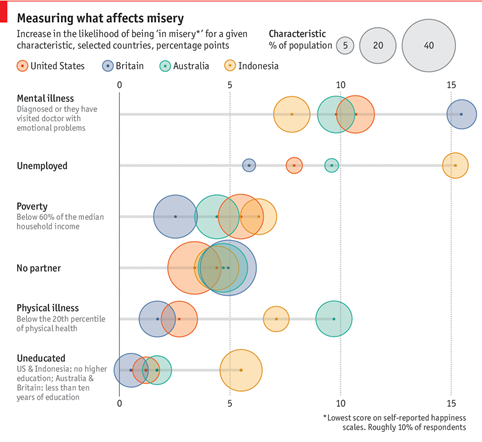 Measuring what affects misery
Increase in the likelihood of being ‘in misery*’ for a given
characteristic, selected countries, percentage points
Characteristic
% of population
5
20
40
United States
Britain
Australia
Indonesia
0
5
10
15
Mental illness
Diagnosed or they have
visited doctor with
emotional problems
Unemployed
Poverty
Below 60% of the median
household income
No partner
Physical illness
Below the 20th percentile
of physical health
Uneducated
US & Indonesia: no higher
education; Australia &
Britain: less than ten
years of education
0
5
10
15
*Lowest score on self-reported happiness
scales. Roughly 10% of respondents